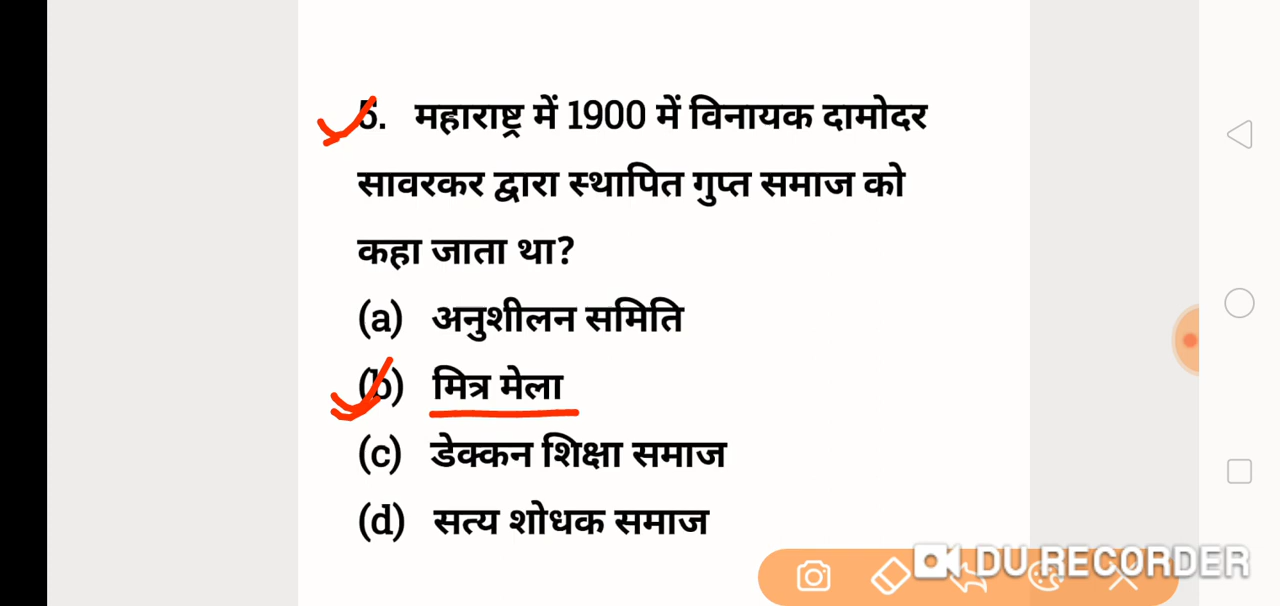 5. महाराष्ट्र में 1900 में विनायक दामोदर
सावरकर द्वारा स्थापित गुप्त समाज को
कहा जाता था?
(a) अनुशीलन समिति
(b) मित्र मेला
(c) डेक्कन शिक्षा समाज
(d) सत्य शोधक समाज
DU RECORDER